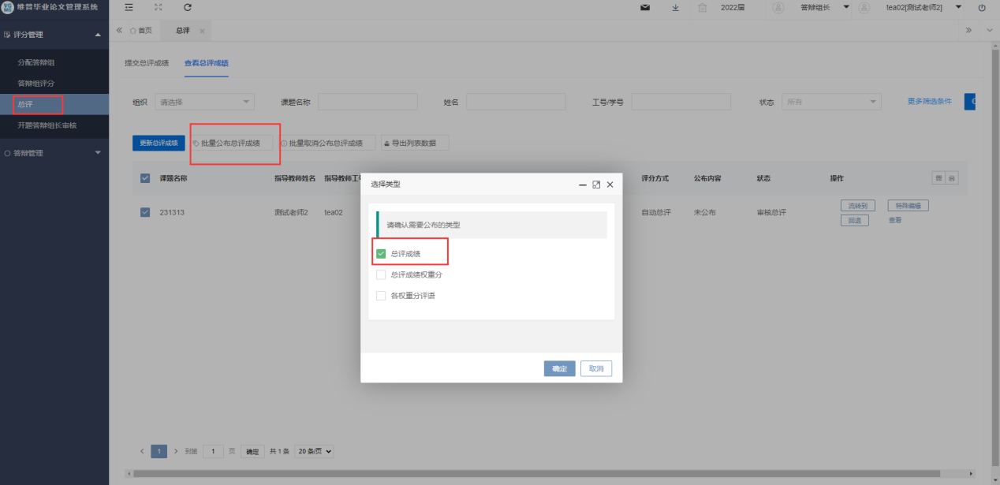 维普毕业论文管理系统
2022届
答辩组长
tea02[测试老师2]
评分管理
分配答辩组
答辩组评分
总评
开题答辩组长审核
答辩管理
首页
总评
提交总评成绩
查看总评成绩
组织
请选择
课题名称
姓名
工号/学号
状态
所有
更多筛选条件
更新总评成绩
批量公布总评成绩
批量取消公布总评成绩
导出列表数据
课题名称
指导教师姓名
指导教师工号
评分方式
公布内容
状态
操作
231313
测试老师2
tea02
自动总评
未公布
审核总评
流转到
特殊编辑
回退
查看
选择类型
请确认需要公布的类型
总评成绩
总评成绩权重分
各权重分评语
确定
取消
1
到第
1
页
确定
共 1 条
20 条/页